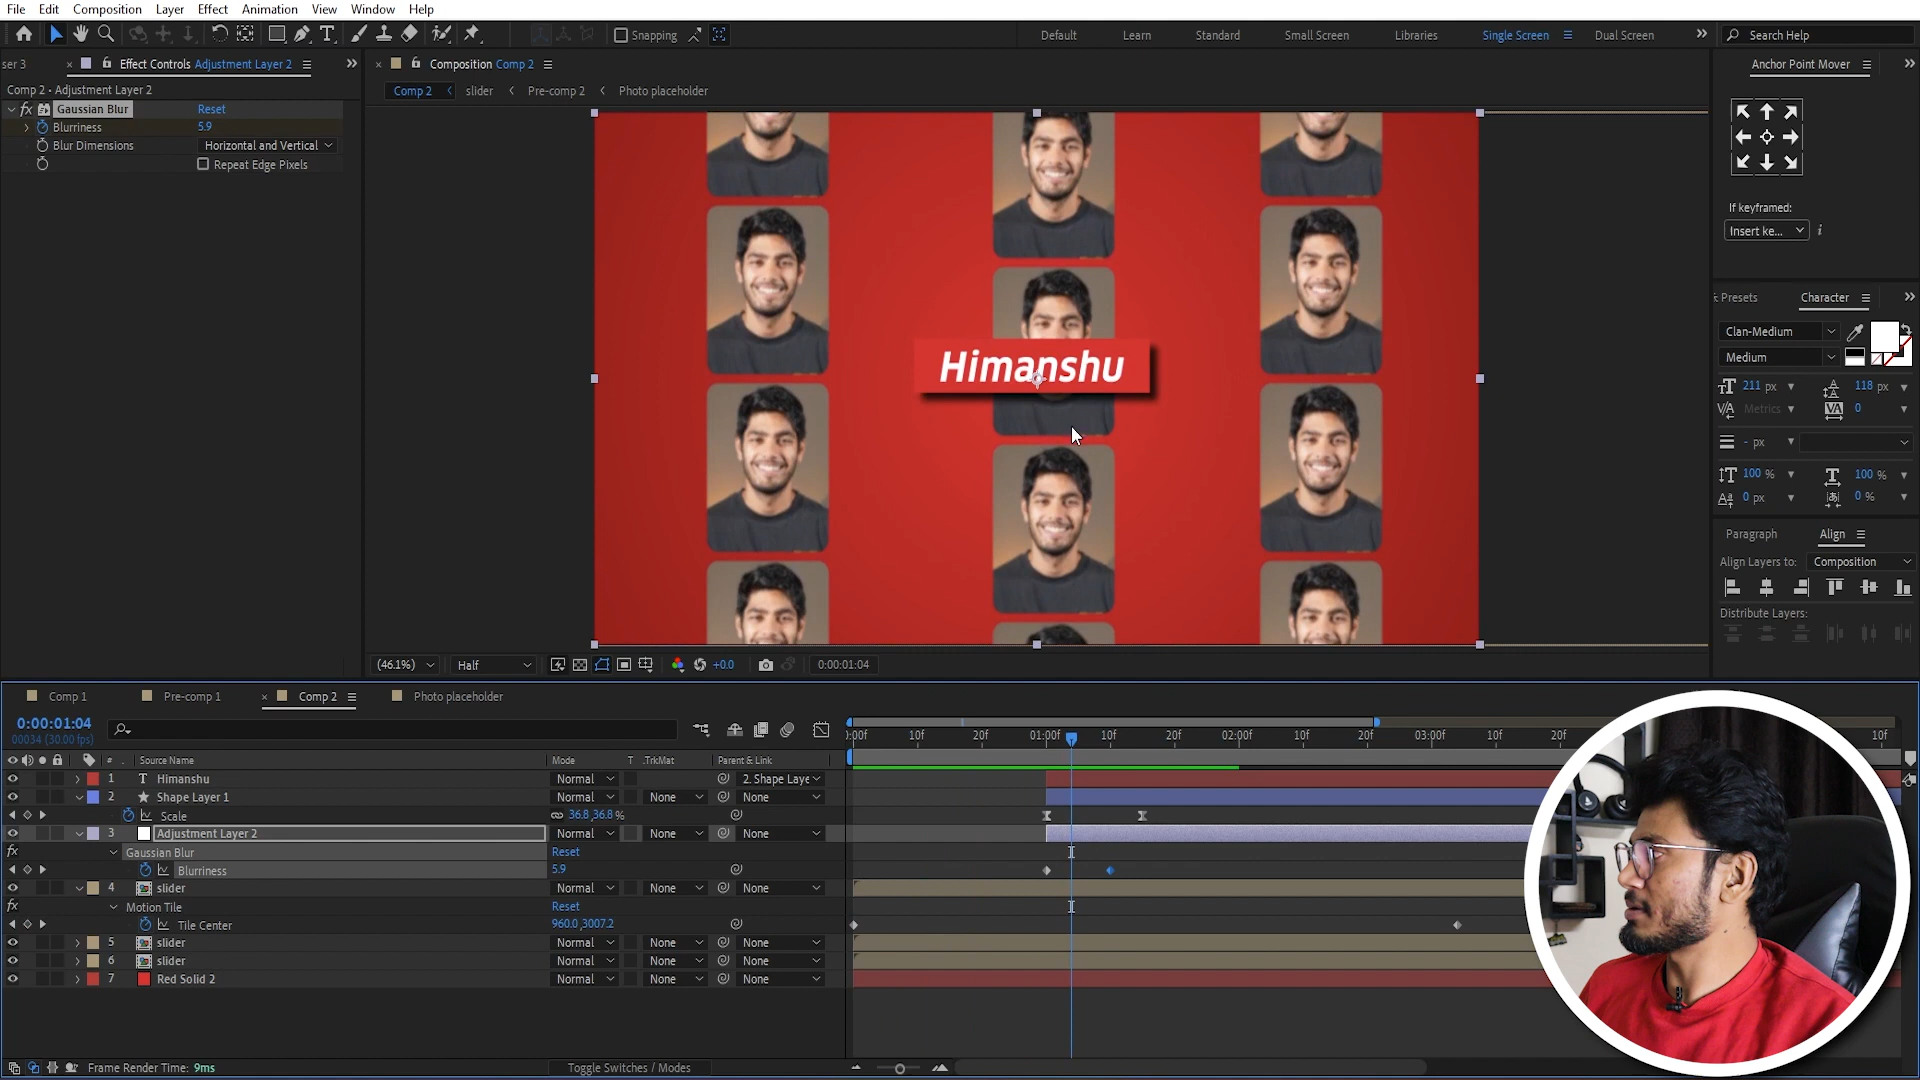 File Edit Composition Layer Effect Animation View Window Help
Snapping
Default Learn Standard Small Screen Libraries Single Screen Dual Screen
Search Help
ser 3 × Effect Controls Adjustment Layer 2
Comp 2 • Adjustment Layer 2
fx Gaussian Blur Reset
Blurriness 5.9
Blur Dimensions Horizontal and Vertical
Repeat Edge Pixels
× Composition Comp 2
Comp 2 slider Pre-comp 2 Photo placeholder
Himanshu
(46.1%) Half +0.0 0:00:01:04
Anchor Point Mover
If keyframed:
Insert ke... i
Presets Character
Clan-Medium
Medium
211 px 118 px
Metrics 0
- px
100 % 100 %
0 px 0 %
Paragraph Align
Align Layers to: Composition
Distribute Layers:
Comp 1 Pre-comp 1 × Comp 2 Photo placeholder
0:00:01:04
00034 (30.00 fps)
):00f 10f 20f 01:00f 10f 20f 02:00f 10f 20f 03:00f 10f 20f 10f
# Source Name Mode T .TrkMat Parent & Link
1 T Himanshu Normal 2. Shape Laye
2 Shape Layer 1 Normal None None
Scale 36.8,36.8 %
3 Adjustment Layer 2 Normal None None
fx Gaussian Blur Reset
Blurriness 5.9
4 slider Normal None None
fx Motion Tile Reset
Tile Center 960.0,3007.2
5 slider Normal None None
6 slider Normal None None
7 Red Solid 2 Normal None None
Frame Render Time: 9ms Toggle Switches / Modes